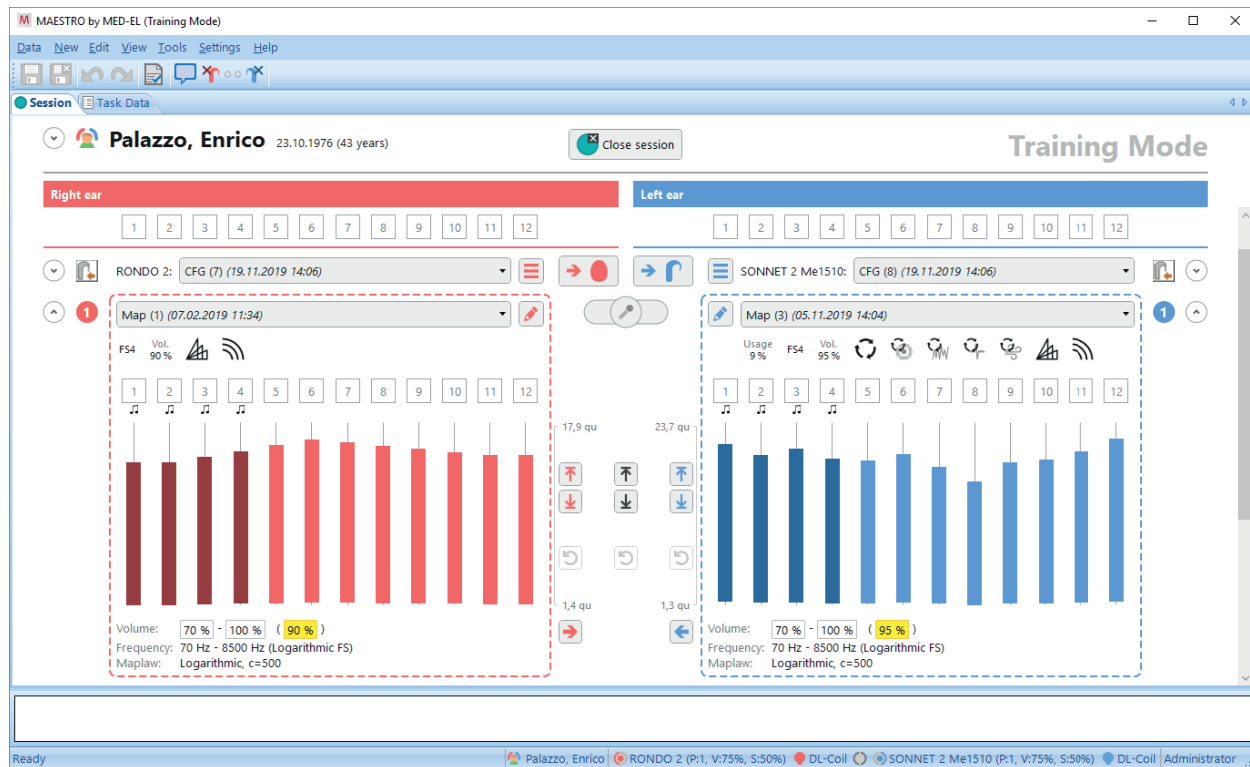 MAESTRO by MED-EL (Training Mode)
Data New Edit View Tools Settings Help
Session Task Data
Palazzo, Enrico 23.10.1976 (43 years) Close session Training Mode
Right ear Left ear
1 2 3 4 5 6 7 8 9 10 11 12 1 2 3 4 5 6 7 8 9 10 11 12
RONDO 2: CFG (7) (19.11.2019 14:06) SONNET 2 Me1510: CFG (8) (19.11.2019 14:06)
1 Map (1) (07.02.2019 11:34) Map (3) (05.11.2019 14:04) 1
FS4 Vol. 90 % Usage 9 % FS4 Vol. 95 %
1 2 3 4 5 6 7 8 9 10 11 12 1 2 3 4 5 6 7 8 9 10 11 12
17,9 qu 23,7 qu
1,4 qu 1,3 qu
Volume: 70 % - 100 % ( 90 % ) Volume: 70 % - 100 % ( 95 % )
Frequency: 70 Hz - 8500 Hz (Logarithmic FS) Frequency: 70 Hz - 8500 Hz (Logarithmic FS)
Maplaw: Logarithmic, c=500 Maplaw: Logarithmic, c=500
Ready Palazzo, Enrico RONDO 2 (P:1, V:75%, S:50%) DL-Coil SONNET 2 Me1510 (P:1, V:75%, S:50%) DL-Coil Administrator